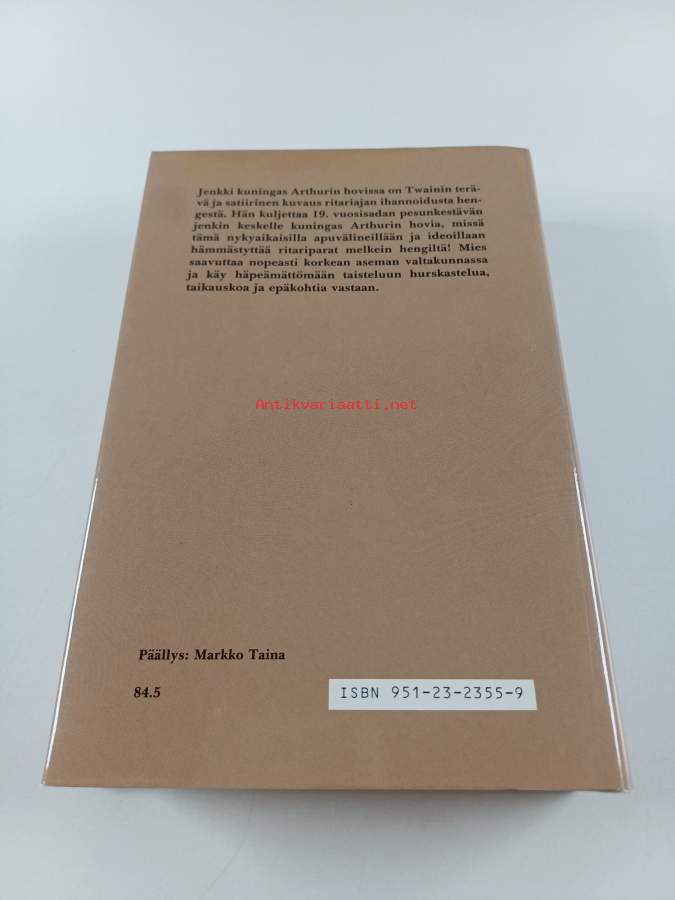 Jenkki kuningas Arthurin hovissa on Twainin terä-
vä ja satiirinen kuvaus ritariajan ihannoidusta hen-
gestä. Hän kuljettaa 19. vuosisadan pesunkestävän
jenkin keskelle kuningas Arthurin hovia, missä
tämä nykyaikaisilla apuvälineillään ja ideoillaan
hämmästyttää ritariparat melkein hengiltä! Mies
saavuttaa nopeasti korkean aseman valtakunnassa
ja käy häpeämättömään taisteluun hurskastelua,
taikauskoa ja epäkohtia vastaan.
Antikvariaatti.net
Päällys: Markko Taina
84.5
ISBN 951-23-2355-9